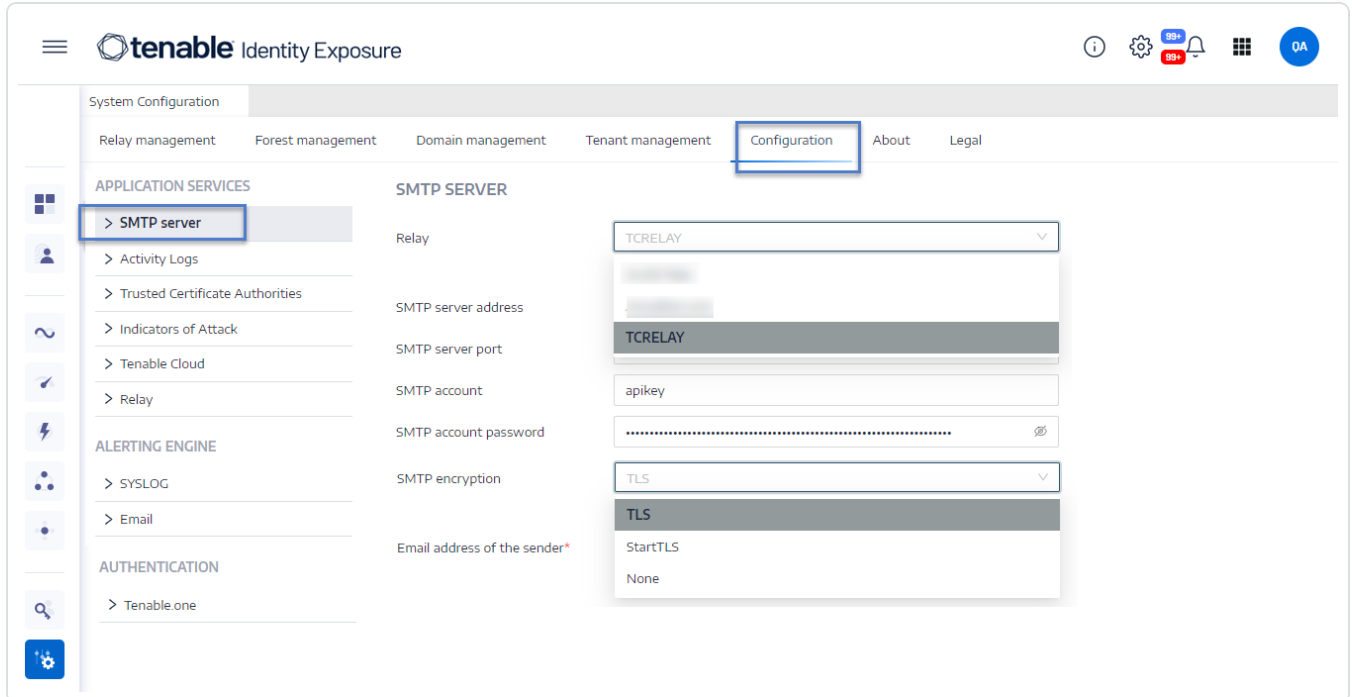 tenable Identity Exposure
99+
99+
QA
System Configuration
Relay management Forest management Domain management Tenant management Configuration About Legal
APPLICATION SERVICES
> SMTP server
> Activity Logs
> Trusted Certificate Authorities
> Indicators of Attack
> Tenable Cloud
> Relay
ALERTING ENGINE
> SYSLOG
> Email
AUTHENTICATION
> Tenable.one
SMTP SERVER
Relay
TCRELAY
SMTP server address
TCRELAY
SMTP server port
SMTP account
apikey
SMTP account password
SMTP encryption
TLS
TLS
Email address of the sender*
StartTLS
None